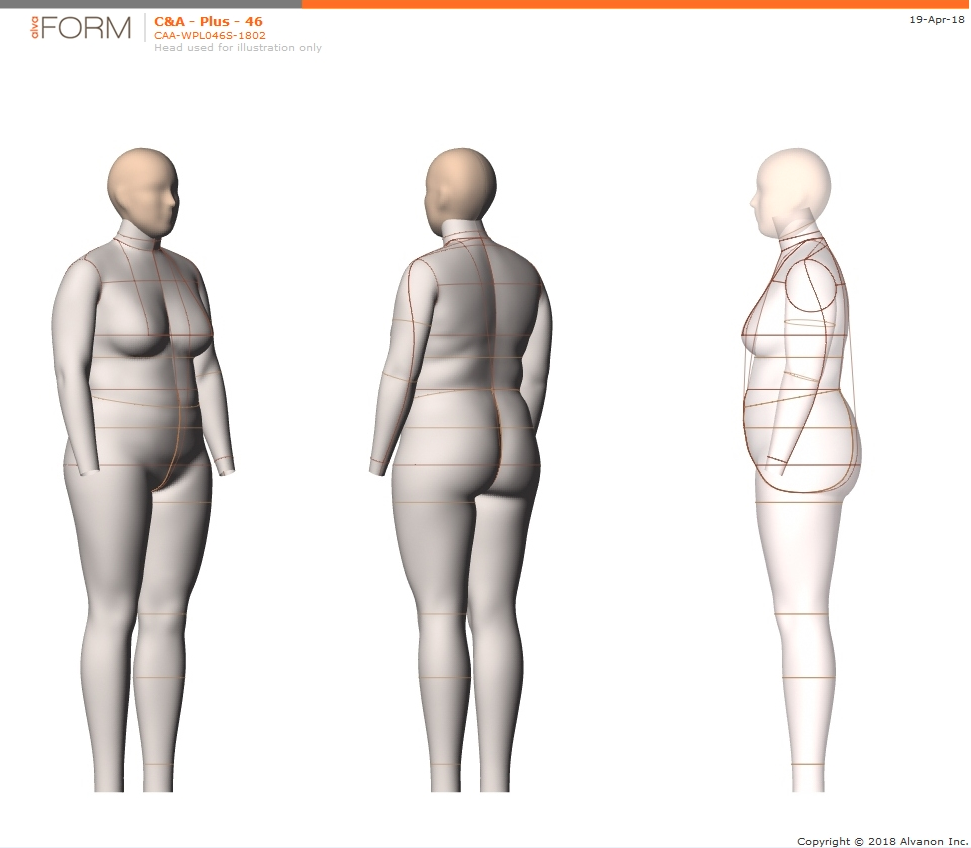 alva FORM
C&A - Plus - 46
CAA-WPL046S-1802
Head used for illustration only
19-Apr-18
Copyright © 2018 Alvanon Inc.